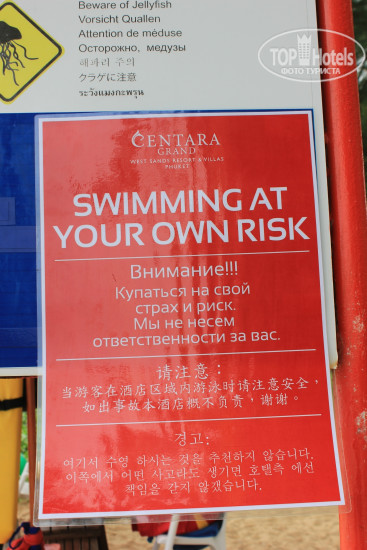 Beware of Jellyfish
Vorsicht Quallen
Attention de méduse
Осторожно, медузы
해파리 주의
クラゲに注意
ระวังแมงกะพรุน
TOPHotels
ФОТО ТУРИСТА
CENTARA
GRAND
WEST SANDS RESORT & VILLAS
PHUKET
SWIMMING AT
YOUR OWN RISK
Внимание!!!
Купаться на свой
страх и риск.
Мы не несем
ответственности за вас.
请注意：
当游客在酒店区域内游泳时请注意安全，
如出事故本酒店概不负责，谢谢。
경고:
여기서 수영 하시는 것을 추천하지 않습니다.
이쪽에서 어떤 사고라도 생기면 호텔측 에선
책임을 갇지 않겠습니다.